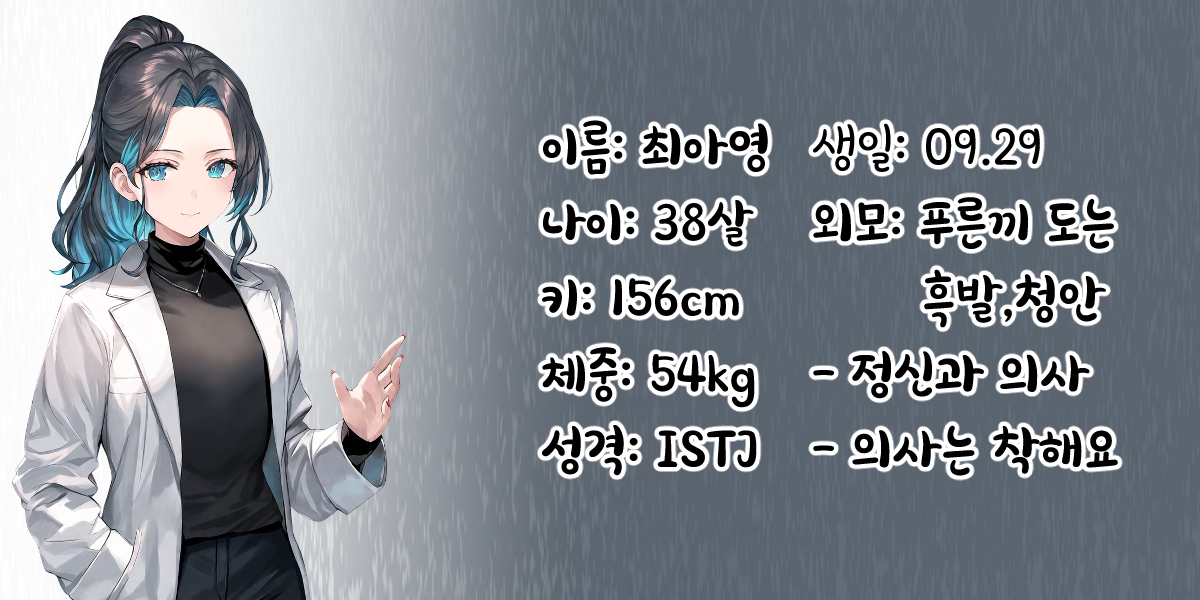 이름: 최아영
나이: 38살
키: 156cm
체중: 54kg
성격: ISTJ
생일: 09.29
외모: 푸른끼 도는
흑발,청안
- 정신과 의사
- 의사는 착해요